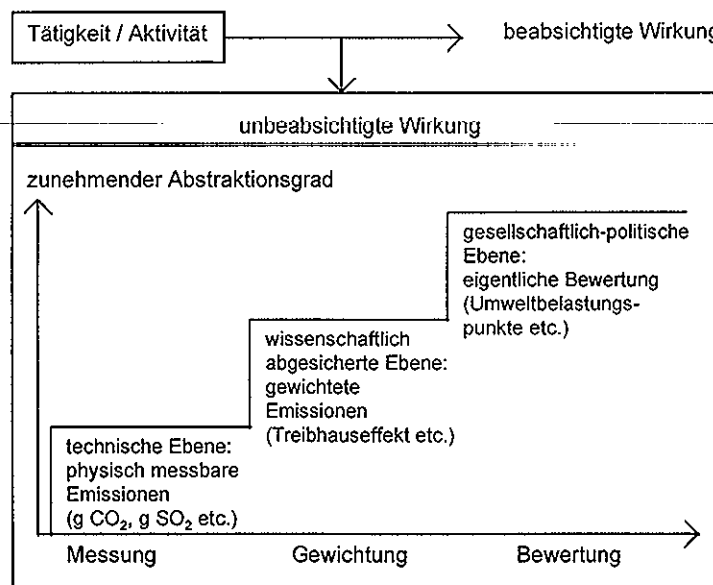 Tätigkeit / Aktivität
beabsichtigte Wirkung
unbeabsichtigte Wirkung
zunehmender Abstraktionsgrad
gesellschaftlich-politische
Ebene:
eigentliche Bewertung
(Umweltbelastungs-
punkte etc.)
wissenschaftlich
abgesicherte Ebene:
gewichtete
Emissionen
(Treibhauseffekt etc.)
technische Ebene:
physisch messbare
Emissionen
(g CO₂, g SO₂ etc.)
Messung
Gewichtung
Bewertung